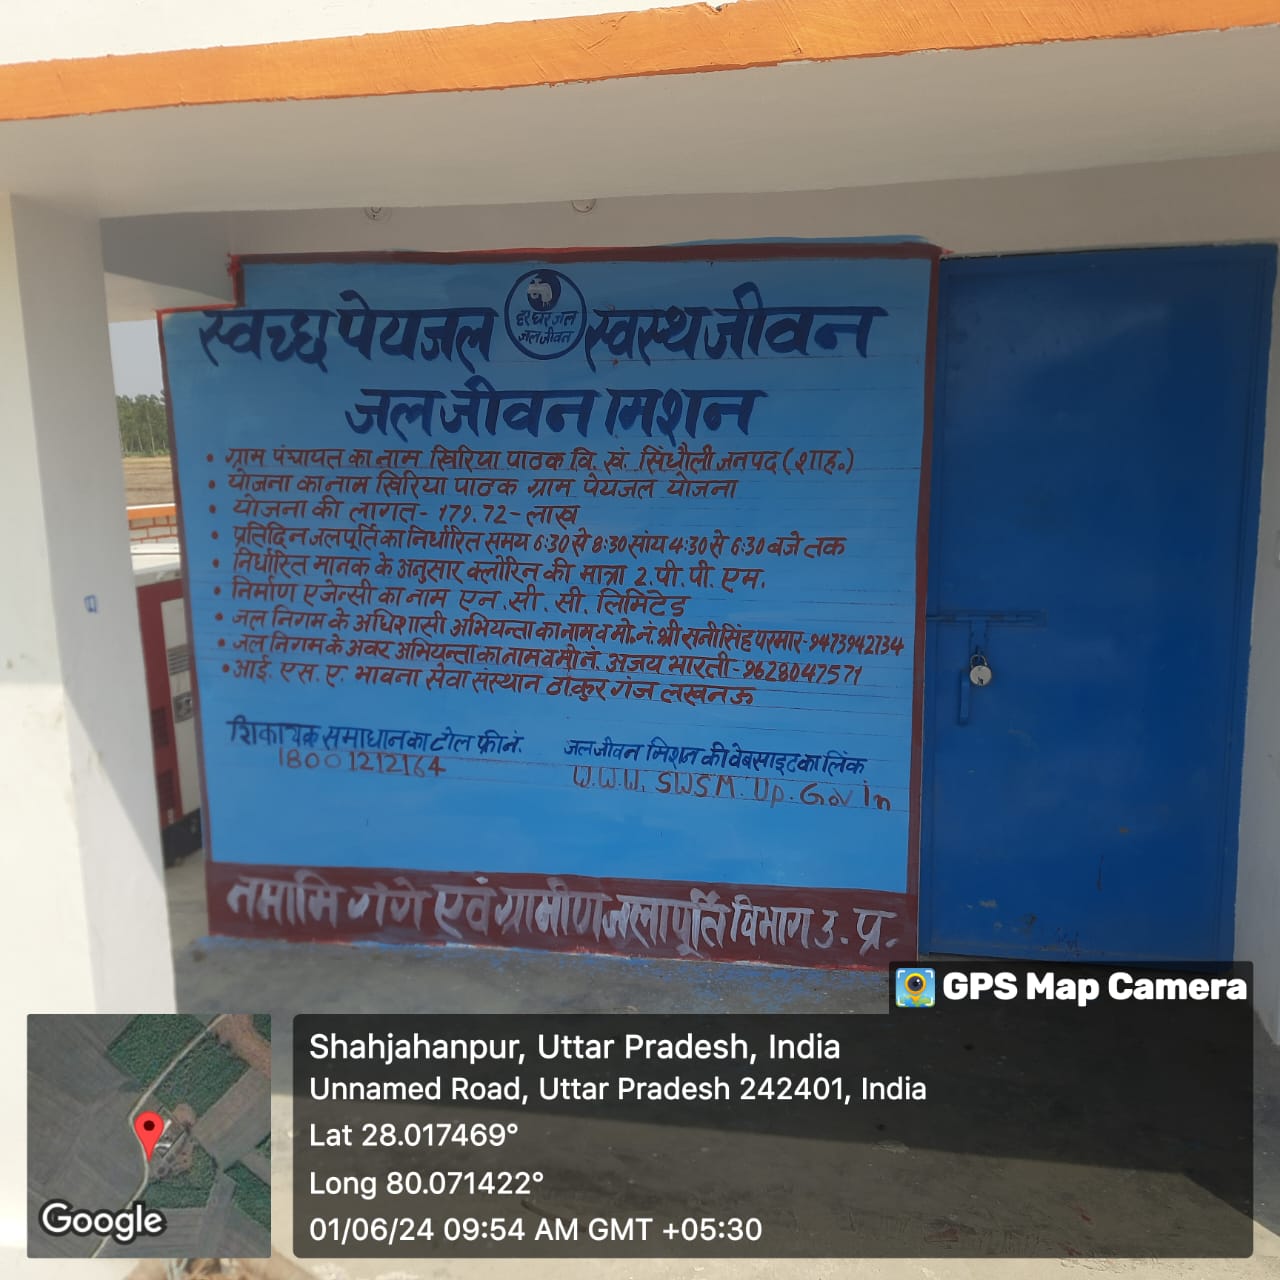 स्वच्छ पेयजल हर घर जल स्वस्थ जीवन
जल जीवन
जल जीवन मिशन
• ग्राम पंचायत का नाम खिरिया पाठक वि. खं. सिंधौली जनपद (शाह.)
• योजना का नाम खिरिया पाठक ग्राम पेयजल योजना
• योजना की लागत - 179.72 - लाख
• प्रतिदिन जलपूर्ति का निर्धारित समय 6:30 से 8:30 सांय 4:30 से 6:30 बजे तक
• निर्धारित मानक के अनुसार क्लोरिन की मात्रा 2. पी. पी. एम.
• निर्माण एजेन्सी का नाम एन. सी. सी. लिमिटेड
• जल निगम के अधिशासी अभियन्ता का नाम व मो. नं. श्री सनी सिंह परमार - 9473942734
• जल निगम के अवर अभियन्ता का नाम व मो नं. अजय भारती - 9628047571
• आई. एस. ए. भावना सेवा संस्थान ठाकुर गंज लखनऊ
शिकायक समाधान का टोल फ्री नं.
18001212164
जल जीवन मिशन की वेबसाइट का लिंक
W.W.W. SWSM. Up. Gov In
नमामि गंगे एवं ग्रामीण जलापूर्ति विभाग उ. प्र.
GPS Map Camera
Shahjahanpur, Uttar Pradesh, India
Unnamed Road, Uttar Pradesh 242401, India
Lat 28.017469°
Long 80.071422°
01/06/24 09:54 AM GMT +05:30
Google